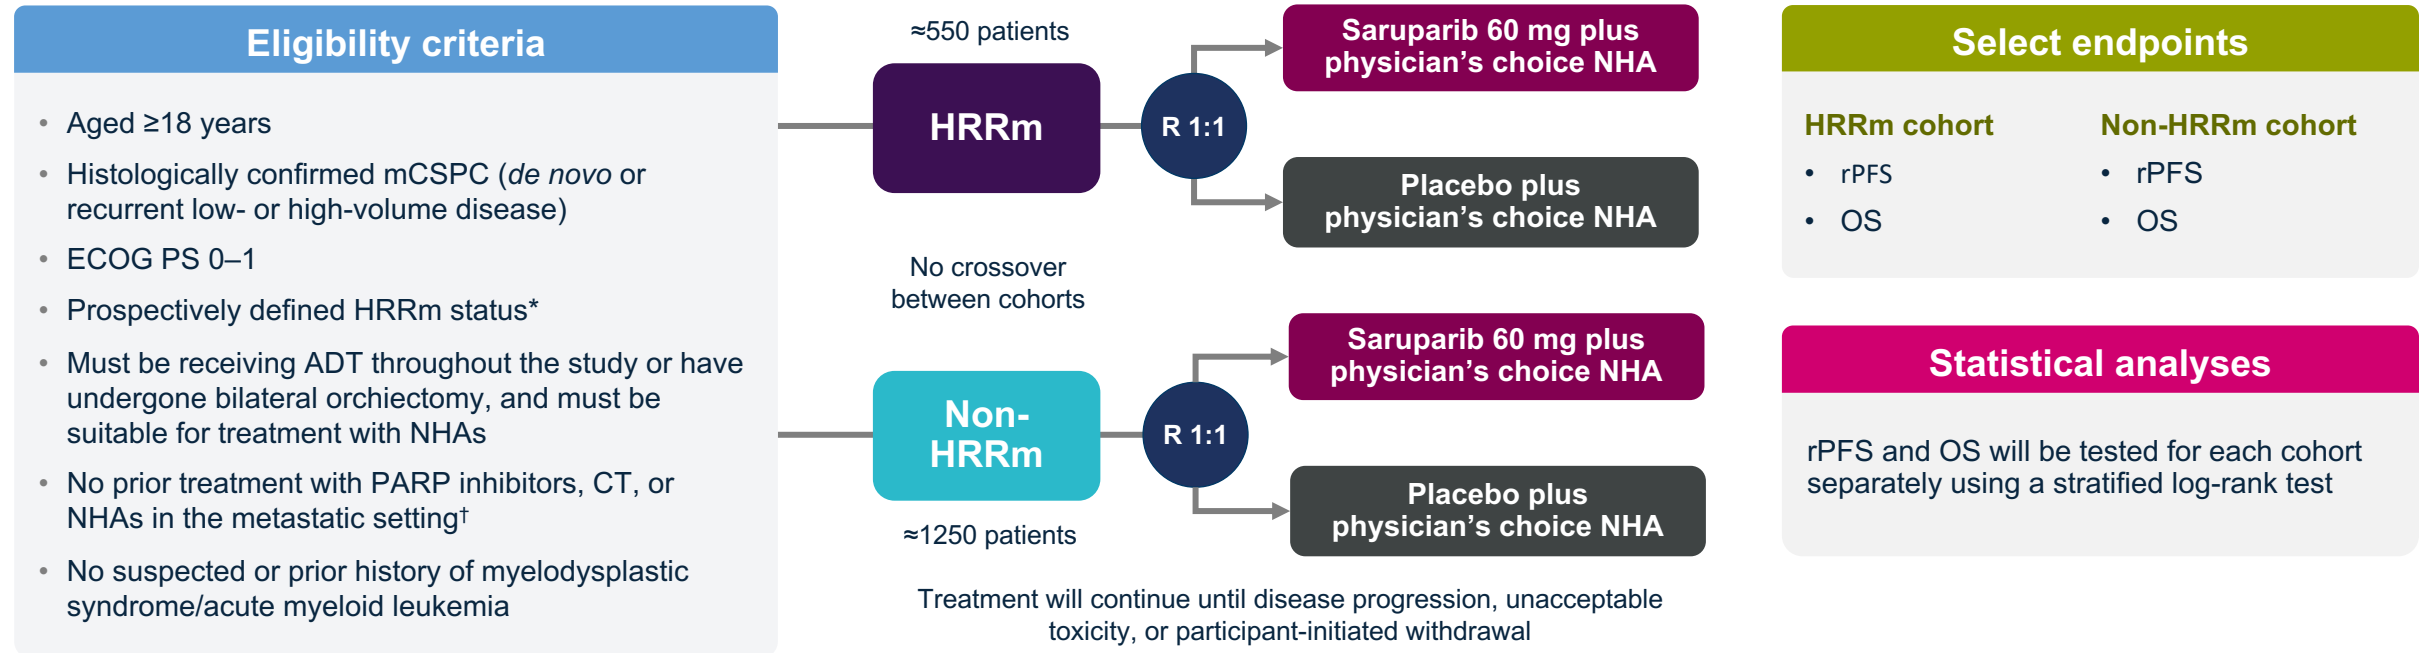 Eligibility criteria
• Aged ≥18 years
• Histologically confirmed mCSPC (de novo or
recurrent low- or high-volume disease)
• ECOG PS 0–1
• Prospectively defined HRRm status*
• Must be receiving ADT throughout the study or have
undergone bilateral orchiectomy, and must be
suitable for treatment with NHAs
• No prior treatment with PARP inhibitors, CT, or
NHAs in the metastatic setting†
• No suspected or prior history of myelodysplastic
syndrome/acute myeloid leukemia
≈550 patients
HRRm
R 1:1
Saruparib 60 mg plus
physician’s choice NHA
Placebo plus
physician’s choice NHA
No crossover
between cohorts
Non-
HRRm
≈1250 patients
R 1:1
Saruparib 60 mg plus
physician’s choice NHA
Placebo plus
physician’s choice NHA
Treatment will continue until disease progression, unacceptable
toxicity, or participant-initiated withdrawal
Select endpoints
HRRm cohort
• rPFS
• OS
Non-HRRm cohort
• rPFS
• OS
Statistical analyses
rPFS and OS will be tested for each cohort
separately using a stratified log-rank test